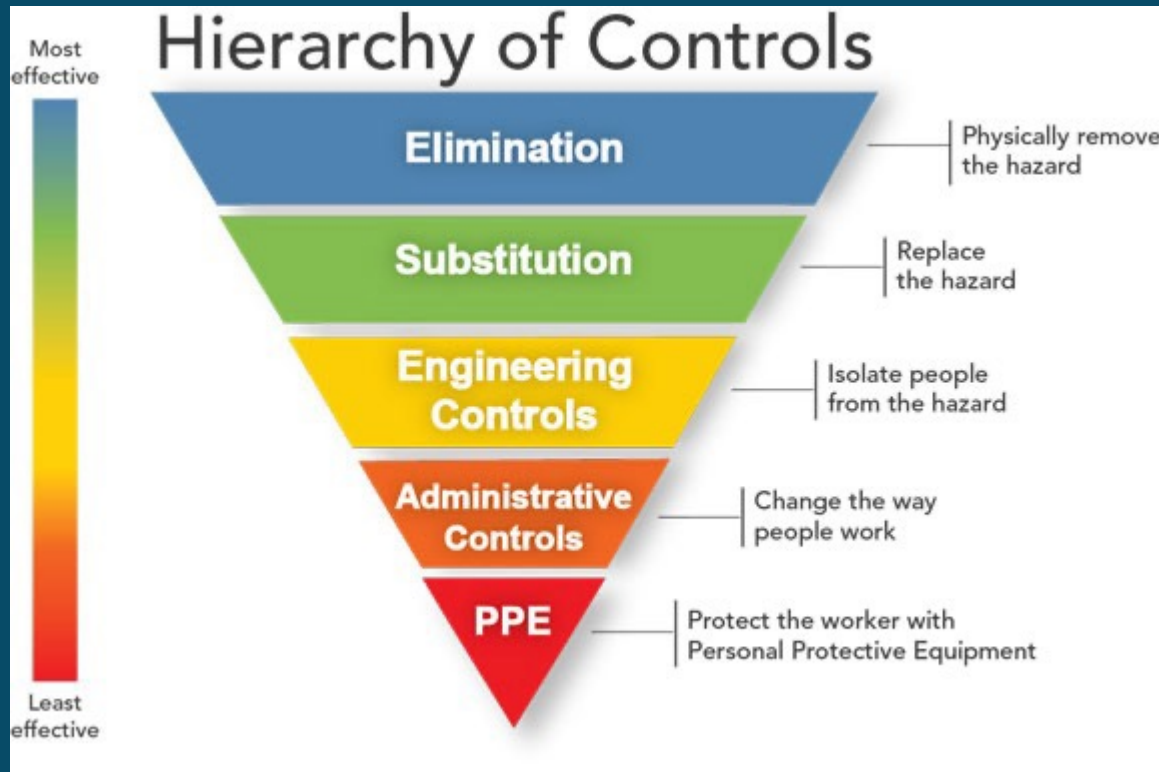 Hierarchy of Controls
Most
effective
Elimination
Physically remove
the hazard
Substitution
Replace
the hazard
Engineering
Controls
Isolate people
from the hazard
Administrative
Controls
Change the way
people work
PPE
Protect the worker with
Personal Protective Equipment
Least
effective